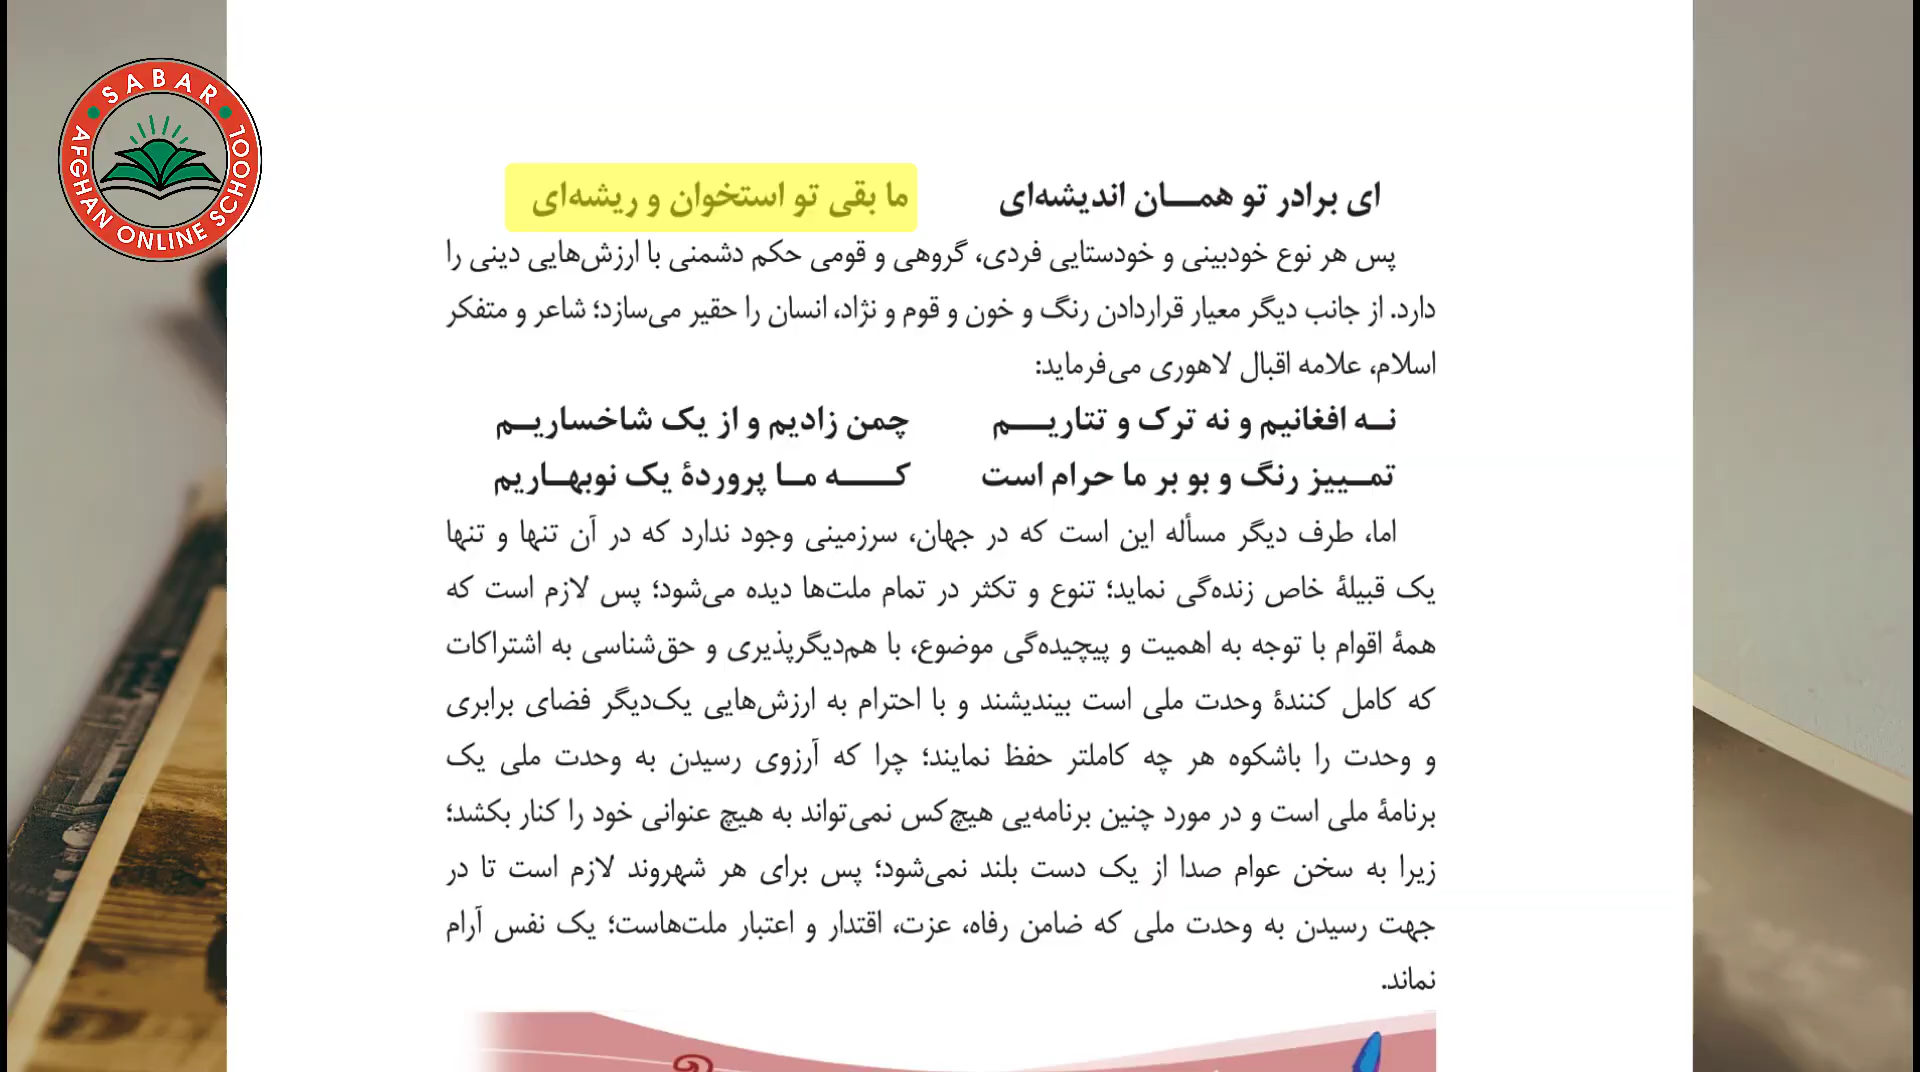 SABAR
AFGHAN ONLINE SCHOOL
ای برادر تو همـــان اندیشه‌ای ما بقی تو استخوان و ریشه‌ای
پس هر نوع خودبینی و خودستایی فردی، گروهی و قومی حکم دشمنی با ارزش‌هایی دینی را
دارد. از جانب دیگر معیار قراردادن رنگ و خون و قوم و نژاد، انسان را حقیر می‌سازد؛ شاعر و متفکر
اسلام، علامه اقبال لاهوری می‌فرماید:
نــه افغانیم و نه ترک و تتاریـــم چمن زادیم و از یک شاخساریــم
تمــییز رنگ و بو بر ما حرام است کــــه مــا پروردهٔ یک نوبهــاریم
اما، طرف دیگر مسأله این است که در جهان، سرزمینی وجود ندارد که در آن تنها و تنها
یک قبیلهٔ خاص زنده‌گی نماید؛ تنوع و تکثر در تمام ملت‌ها دیده می‌شود؛ پس لازم است که
همهٔ اقوام با توجه به اهمیت و پیچیده‌گی موضوع، با هم‌دیگرپذیری و حق‌شناسی به اشتراکات
که کامل کنندهٔ وحدت ملی است بیندیشند و با احترام به ارزش‌هایی یک‌دیگر فضای برابری
و وحدت را باشکوه هر چه کاملتر حفظ نمایند؛ چرا که آرزوی رسیدن به وحدت ملی یک
برنامهٔ ملی است و در مورد چنین برنامه‌یی هیچ‌کس نمی‌تواند به هیچ عنوانی خود را کنار بکشد؛
زیرا به سخن عوام صدا از یک دست بلند نمی‌شود؛ پس برای هر شهروند لازم است تا در
جهت رسیدن به وحدت ملی که ضامن رفاه، عزت، اقتدار و اعتبار ملت‌هاست؛ یک نفس آرام
نماند.